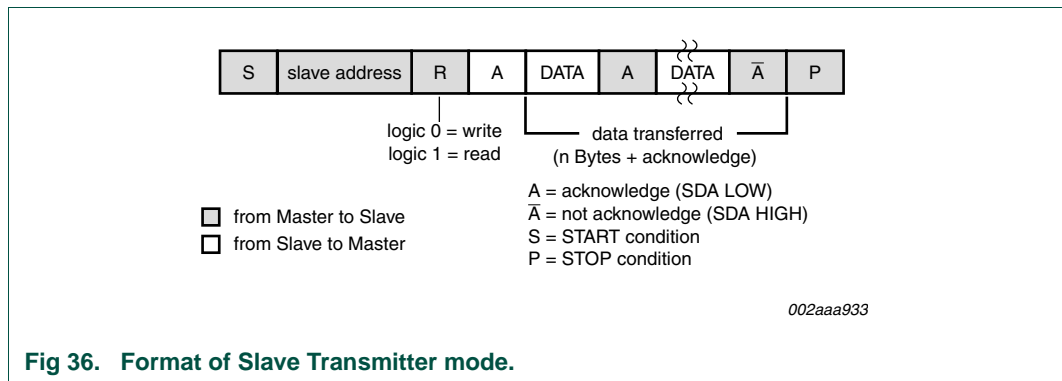 S slave address R A DATA A DATA A̅ P
logic 0 = write
logic 1 = read
data transferred
(n Bytes + acknowledge)
A = acknowledge (SDA LOW)
A̅ = not acknowledge (SDA HIGH)
S = START condition
P = STOP condition
from Master to Slave
from Slave to Master
002aaa933
Fig 36. Format of Slave Transmitter mode.